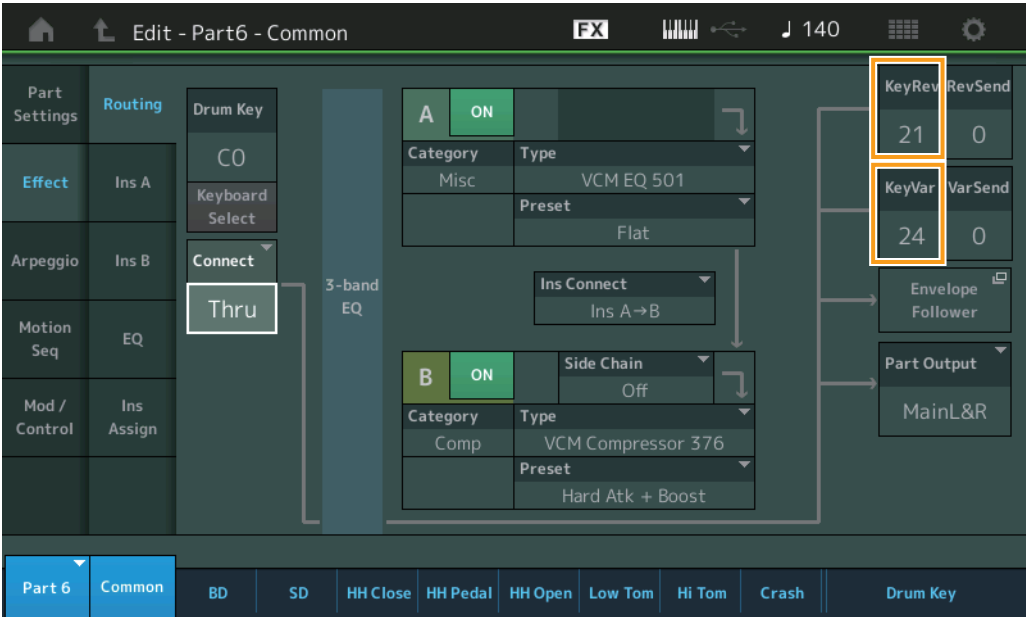 Edit - Part6 - Common
FX
♩ 140
Part
Settings
Effect
Arpeggio
Motion
Seq
Mod /
Control
Routing
Ins A
Ins B
EQ
Ins
Assign
Drum Key
C0
Keyboard
Select
Connect
Thru
3-band
EQ
A
ON
Category
Type
Misc
VCM EQ 501
Preset
Flat
Ins Connect
Ins A→B
B
ON
Side Chain
Off
Category
Type
Comp
VCM Compressor 376
Preset
Hard Atk + Boost
KeyRev
RevSend
21
0
KeyVar
VarSend
24
0
Envelope
Follower
Part Output
MainL&R
Part 6
Common
BD
SD
HH Close
HH Pedal
HH Open
Low Tom
Hi Tom
Crash
Drum Key